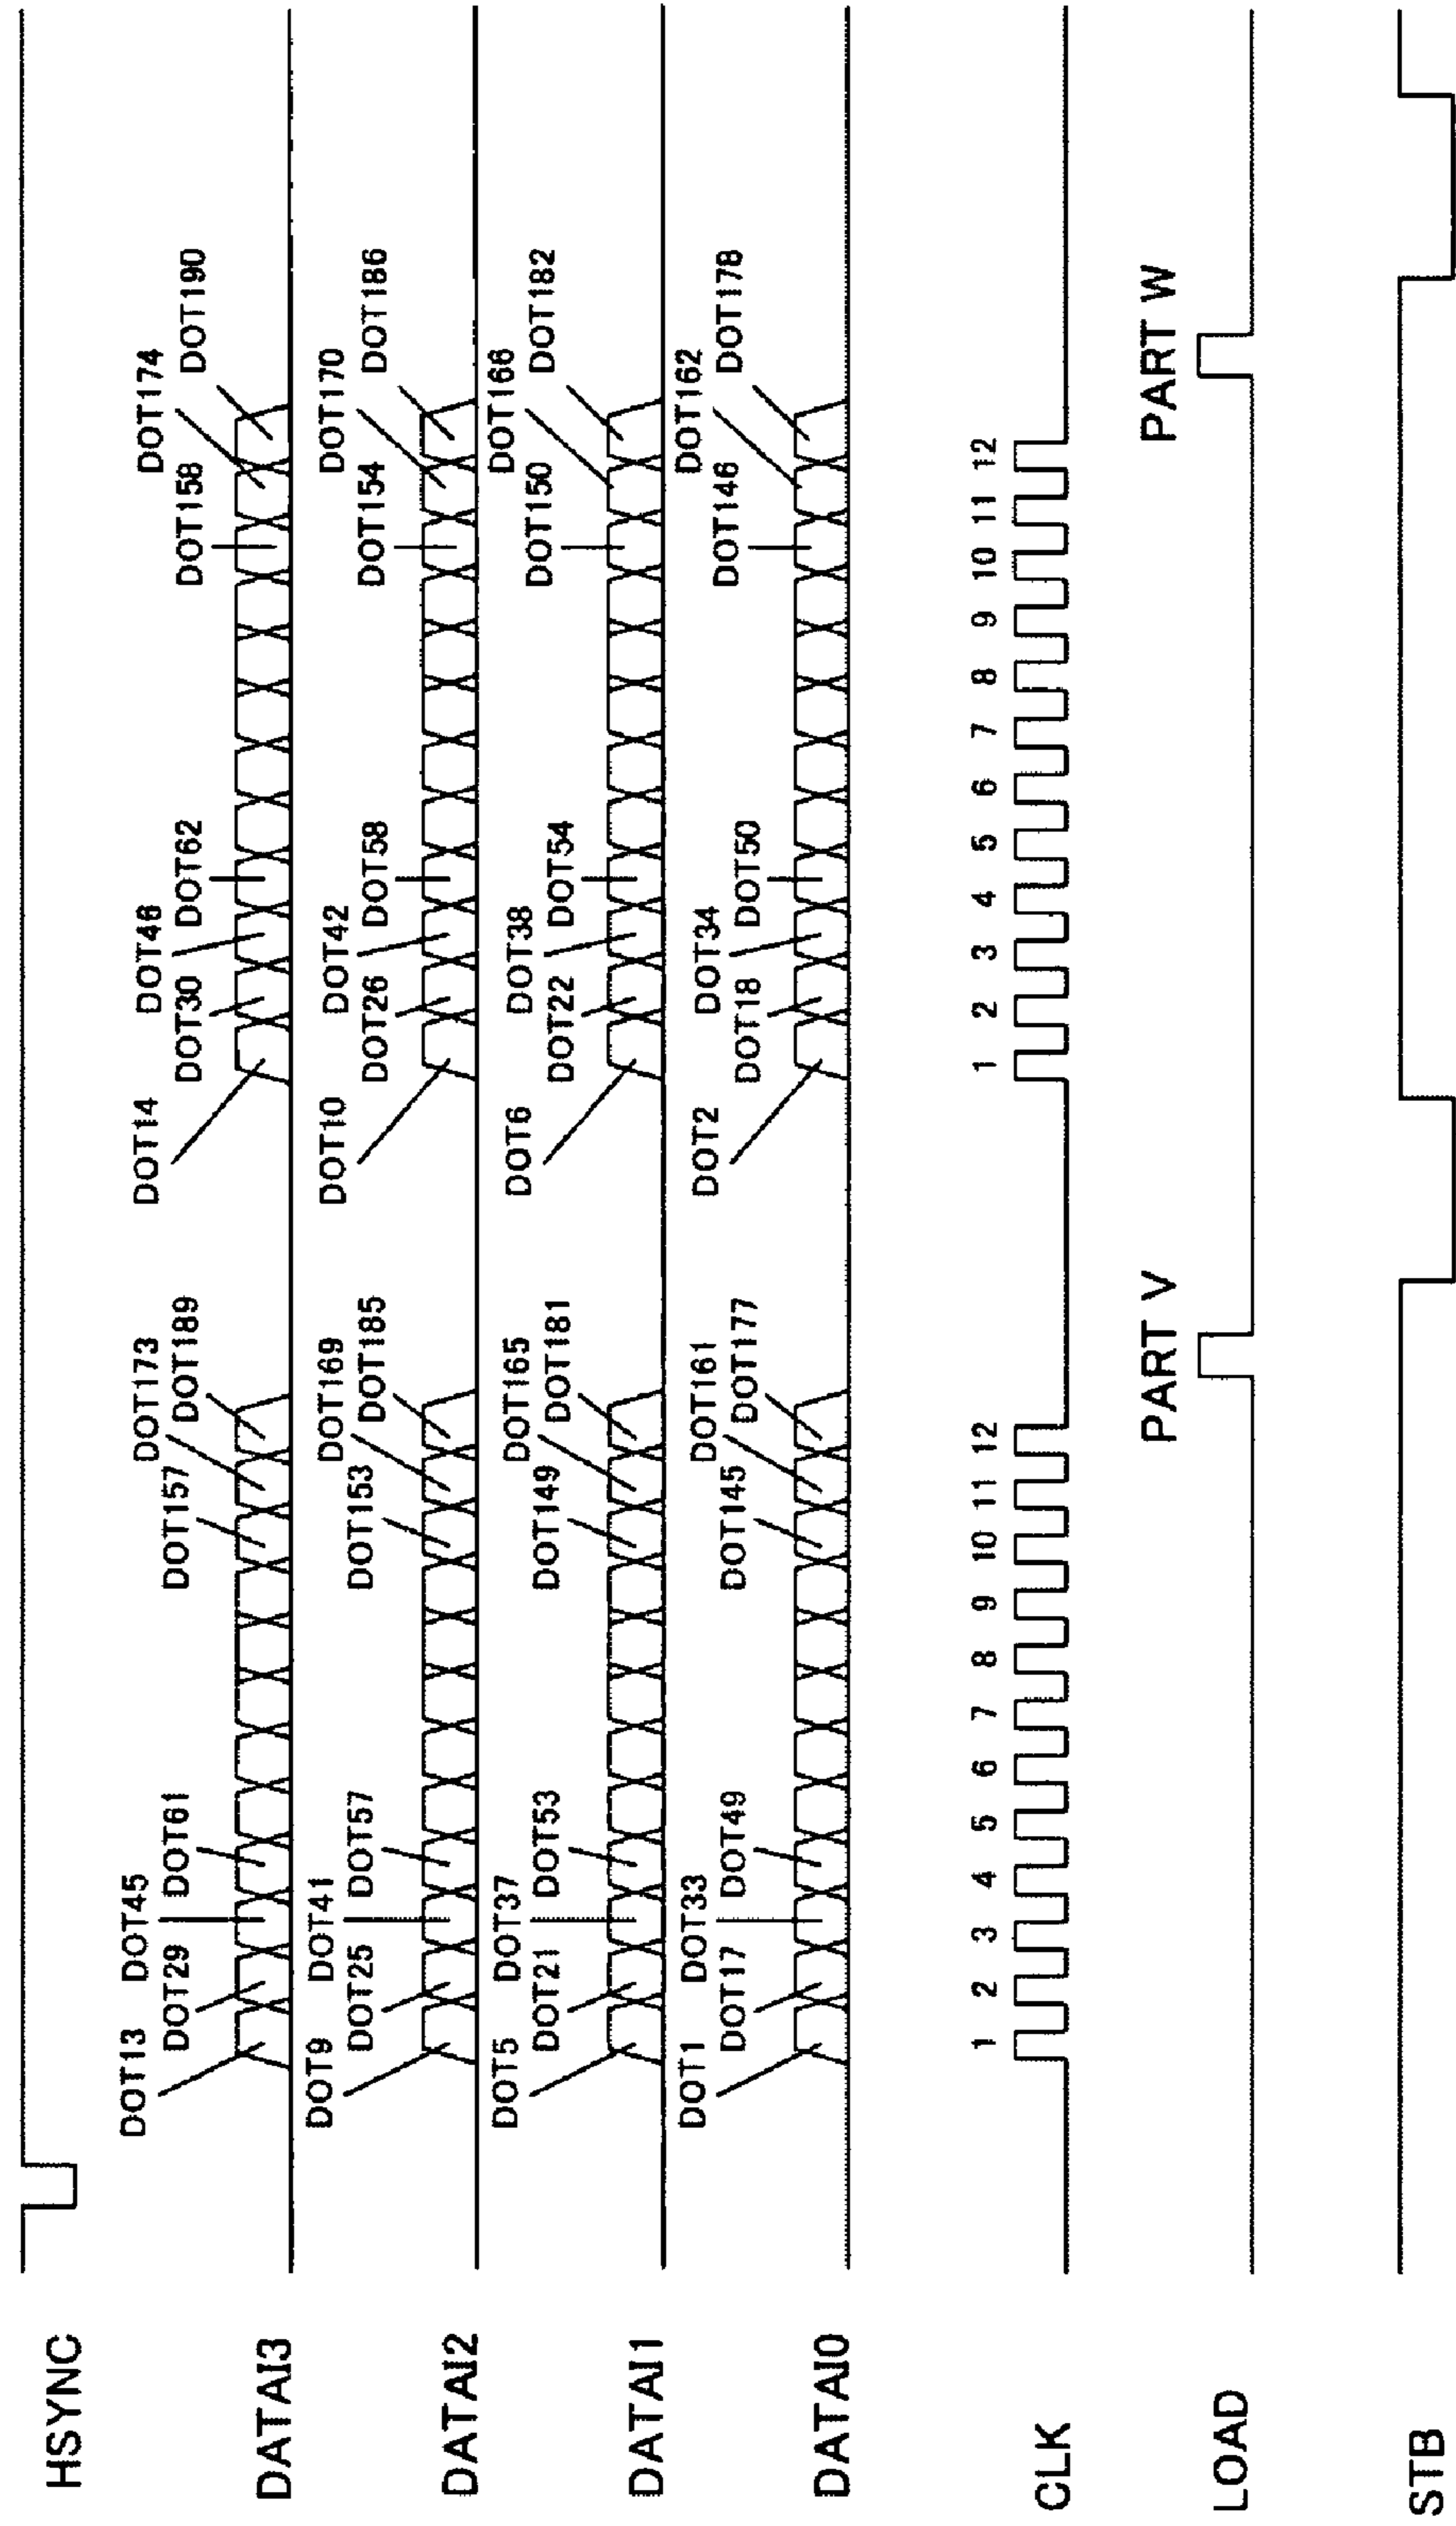 HSYNC
DATAI3
DOT13
DOT29
DOT45
DOT61
DOT157
DOT173
DOT189
DOT14
DOT30
DOT46
DOT62
DOT158
DOT174
DOT190
DATAI2
DOT9
DOT25
DOT41
DOT57
DOT153
DOT169
DOT185
DOT10
DOT26
DOT42
DOT58
DOT154
DOT170
DOT186
DATAI1
DOT5
DOT21
DOT37
DOT53
DOT149
DOT165
DOT181
DOT6
DOT22
DOT38
DOT54
DOT150
DOT166
DOT182
DATAI0
DOT1
DOT17
DOT33
DOT49
DOT145
DOT161
DOT177
DOT2
DOT18
DOT34
DOT50
DOT146
DOT162
DOT178
CLK
1 2 3 4 5 6 7 8 9 10 11 12
1 2 3 4 5 6 7 8 9 10 11 12
LOAD
PART V
PART W
STB